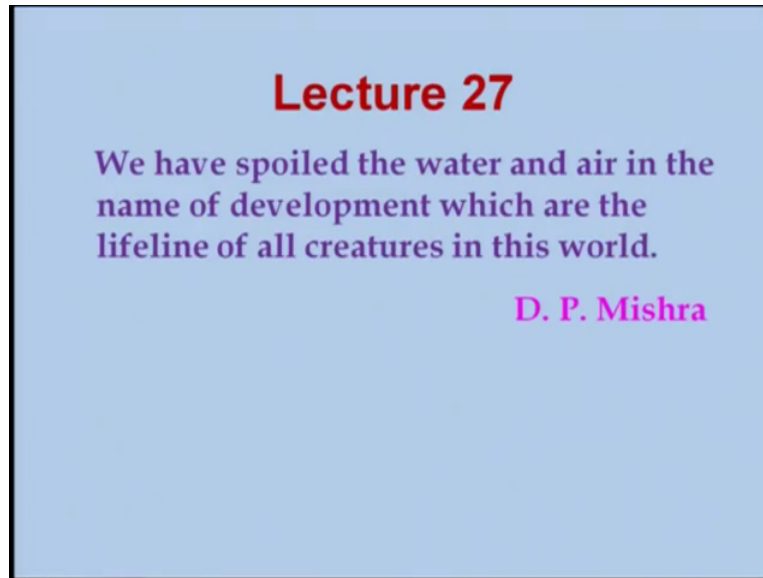 Lecture 27
We have spoiled the water and air in the
name of development which are the
lifeline of all creatures in this world.
D. P. Mishra